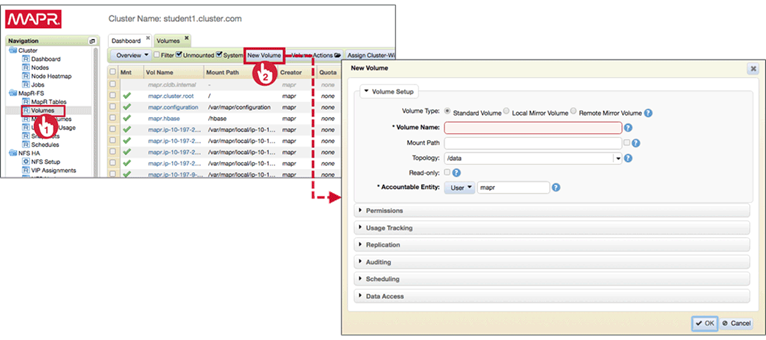 MAPR.
Cluster Name: student1.cluster.com
Navigation
Cluster
Dashboard
Nodes
Node Heatmap
Jobs
MapR-FS
MapR Tables
Volumes
1
Usage
Schedules
NFS HA
NFS Setup
VIP Assignments
Dashboard Volumes
Overview Filter Unmounted System New Volume Volume Actions Assign Cluster-Wi
2
Mnt Vol Name Mount Path Creator Quota
mapr.cldb.internal - mapr none
mapr.cluster.root / mapr none
mapr.configuration /var/mapr/configuration mapr none
mapr.hbase /hbase mapr none
mapr.ip-10-197-2... /var/mapr/local/ip-10-1... mapr none
mapr.ip-10-197-2... /var/mapr/local/ip-10-1... mapr none
mapr.ip-10-197-2... /var/mapr/local/ip-10-1... mapr none
mapr.ip-10-197-9-... /var/mapr/local/ip-10-1... mapr none
New Volume
Volume Setup
Volume Type: Standard Volume Local Mirror Volume Remote Mirror Volume ?
* Volume Name: ?
Mount Path ?
Topology: /data ?
Read-only: ?
* Accountable Entity: User mapr ?
Permissions
Usage Tracking
Replication
Auditing
Scheduling
Data Access
OK Cancel